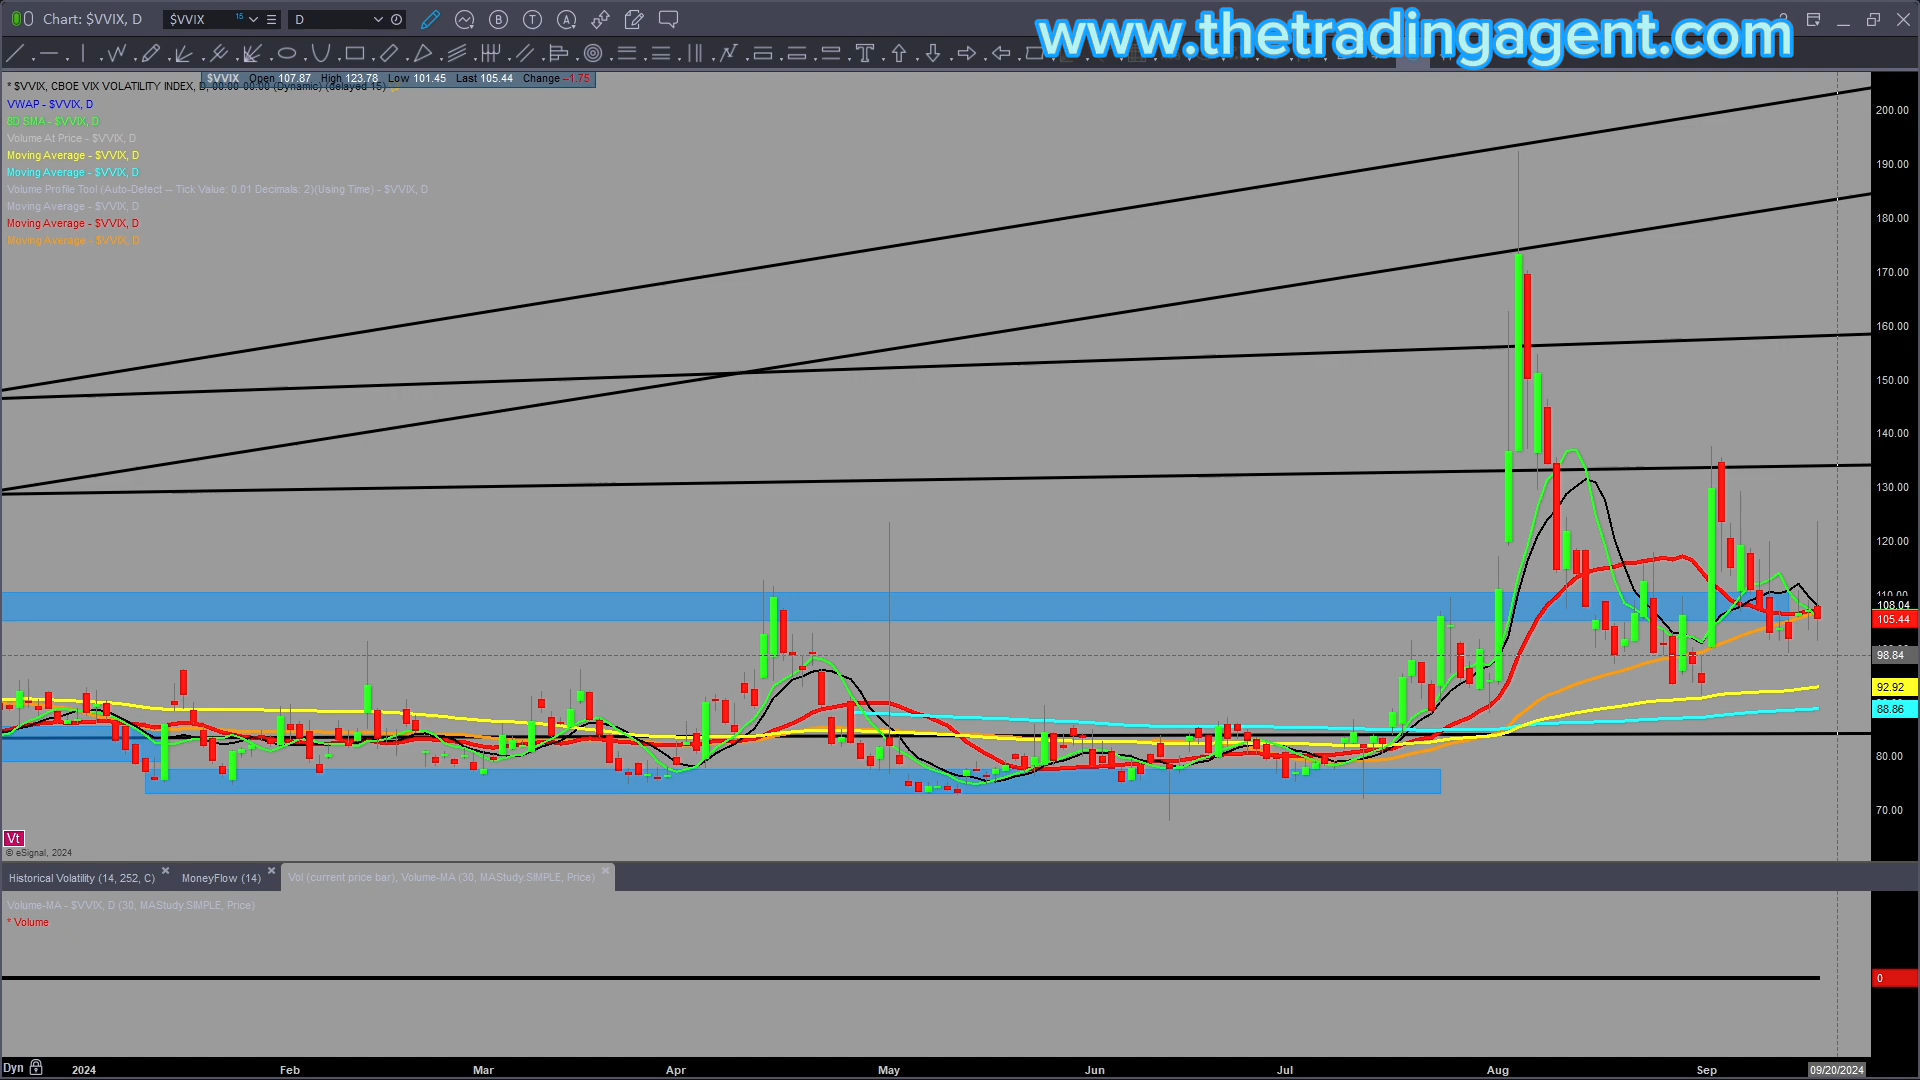 Chart: $VVIX, D
$VVIX 15
D
www.thetradingagent.com
$VVIX Open 107.87 High 123.78 Low 101.45 Last 105.44 Change -1.75
* $VVIX, CBOE VIX VOLATILITY INDEX, D, 00:00-00:00 (Dynamic) (delayed 15)
VWAP - $VVIX, D
8D SMA - $VVIX, D
Volume At Price - $VVIX, D
Moving Average - $VVIX, D
Moving Average - $VVIX, D
Volume Profile Tool (Auto-Detect -- Tick Value: 0.01 Decimals: 2)(Using Time) - $VVIX, D
Moving Average - $VVIX, D
Moving Average - $VVIX, D
Moving Average - $VVIX, D
200.00
190.00
180.00
170.00
160.00
150.00
140.00
130.00
120.00
108.04
105.44
98.84
92.92
88.86
80.00
70.00
Vt
© eSignal, 2024
Historical Volatility (14, 252, C)
MoneyFlow (14)
Vol (current price bar), Volume-MA (30, MAStudy.SIMPLE, Price)
Volume-MA - $VVIX, D (30, MAStudy.SIMPLE, Price)
* Volume
0
Dyn
2024 Feb Mar Apr May Jun Jul Aug Sep 09/20/2024